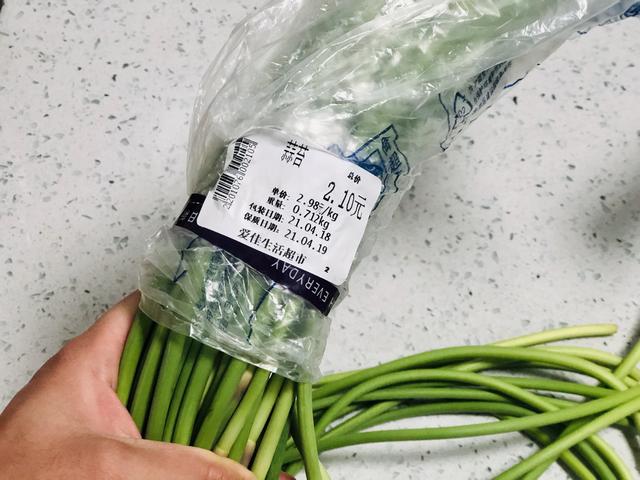 蒜苔
总价
2.10元
单价: 2.98元/kg
重量: 0.712kg
包装日期: 21.04.18
保质日期: 21.04.19
爱佳生活超市
2
EVERYDAY